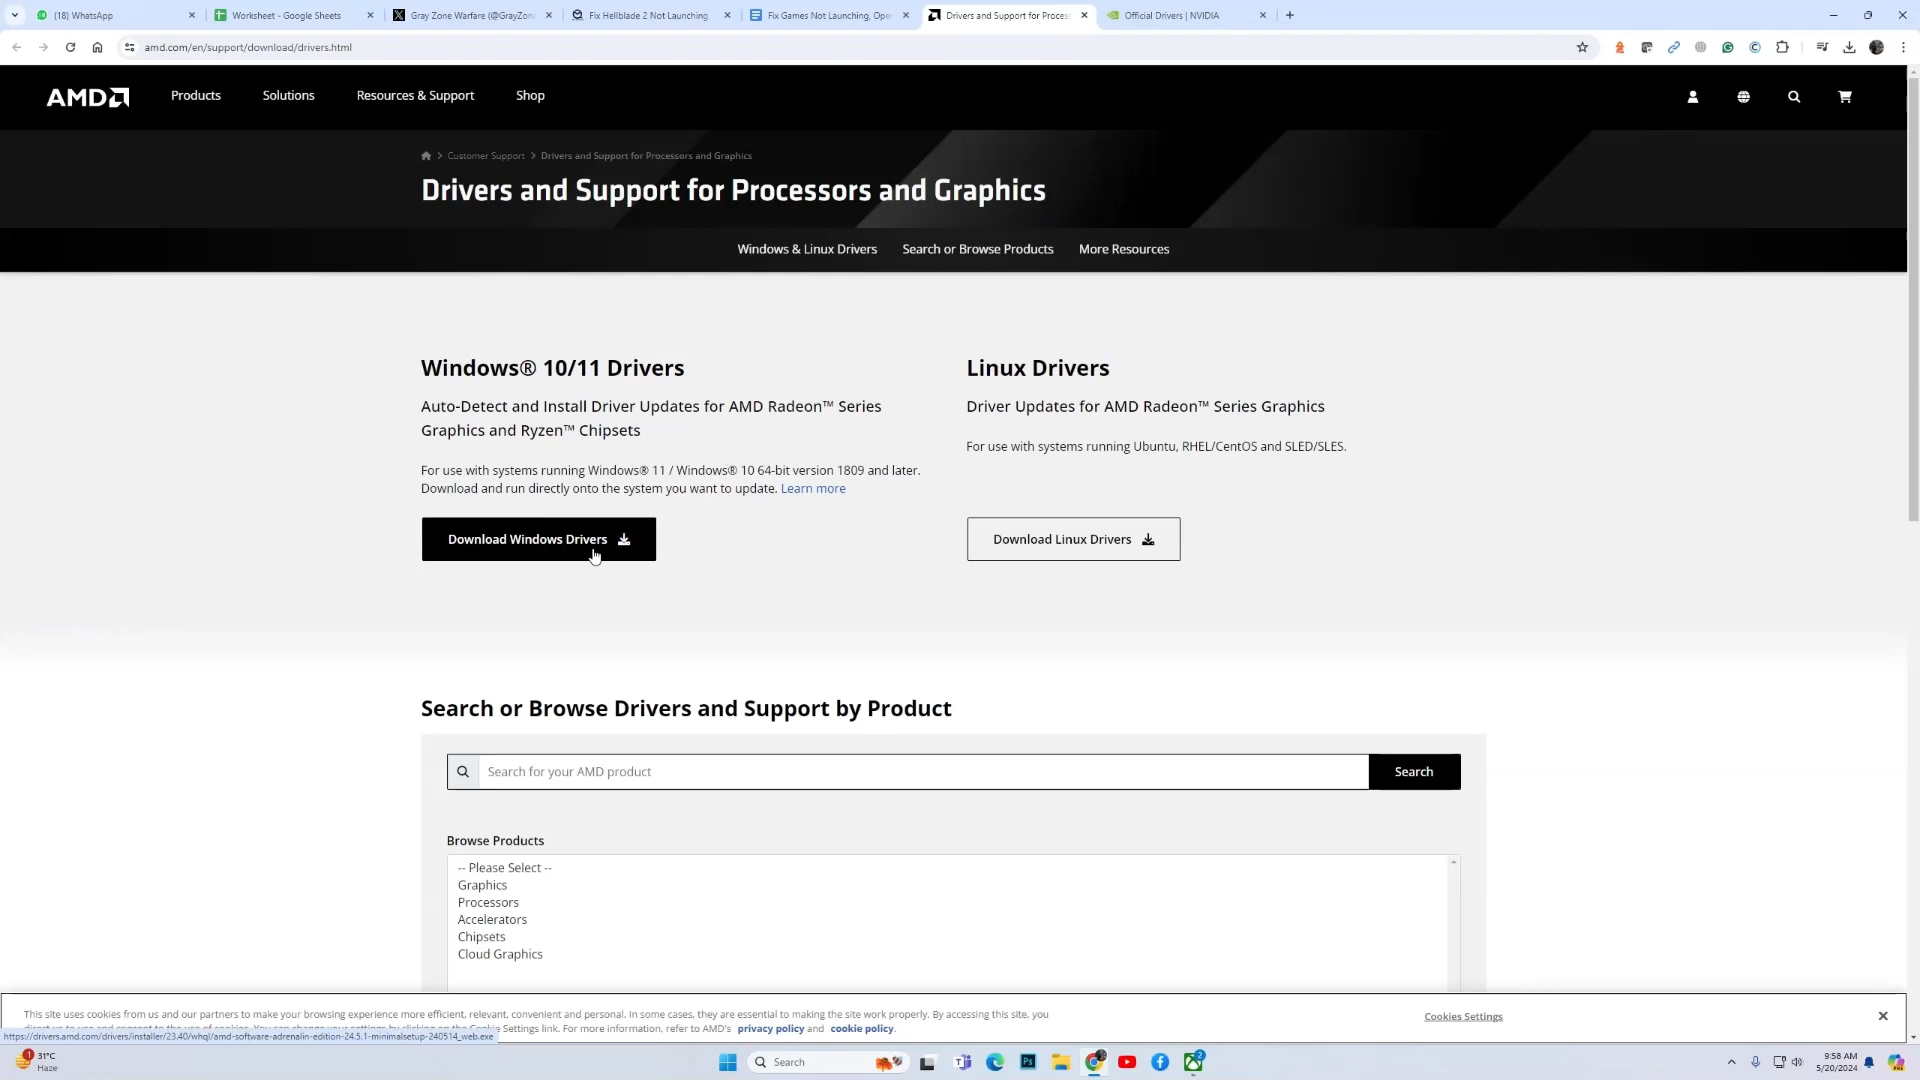 (18) WhatsApp
Worksheet - Google Sheets
Gray Zone Warfare (@GrayZon
Fix Hellblade 2 Not Launching
Fix Games Not Launching, Ope
Drivers and Support for Process
Official Drivers | NVIDIA
amd.com/en/support/download/drivers.html
AMD
Products
Solutions
Resources & Support
Shop
Customer Support
Drivers and Support for Processors and Graphics
Drivers and Support for Processors and Graphics
Windows & Linux Drivers
Search or Browse Products
More Resources
Windows® 10/11 Drivers
Auto-Detect and Install Driver Updates for AMD Radeon™ Series
Graphics and Ryzen™ Chipsets
For use with systems running Windows® 11 / Windows® 10 64-bit version 1809 and later.
Download and run directly onto the system you want to update. Learn more
Download Windows Drivers
Linux Drivers
Driver Updates for AMD Radeon™ Series Graphics
For use with systems running Ubuntu, RHEL/CentOS and SLED/SLES.
Download Linux Drivers
Search or Browse Drivers and Support by Product
Search for your AMD product
Search
Browse Products
-- Please Select --
Graphics
Processors
Accelerators
Chipsets
Cloud Graphics
This site uses cookies from us and our partners to make your browsing experience more efficient, relevant, convenient and personal. In some cases, they are essential to making the site work properly. By accessing this site, you
Settings link. For more information, refer to AMD's privacy policy and cookie policy.
Cookies Settings
https://drivers.amd.com/drivers/installer/23.40/whql/amd-software-adrenalin-edition-24.5.1-minimalsetup-240514_web.exe
1
31°C
Haze
Search
Ps
2
9:58 AM
5/20/2024